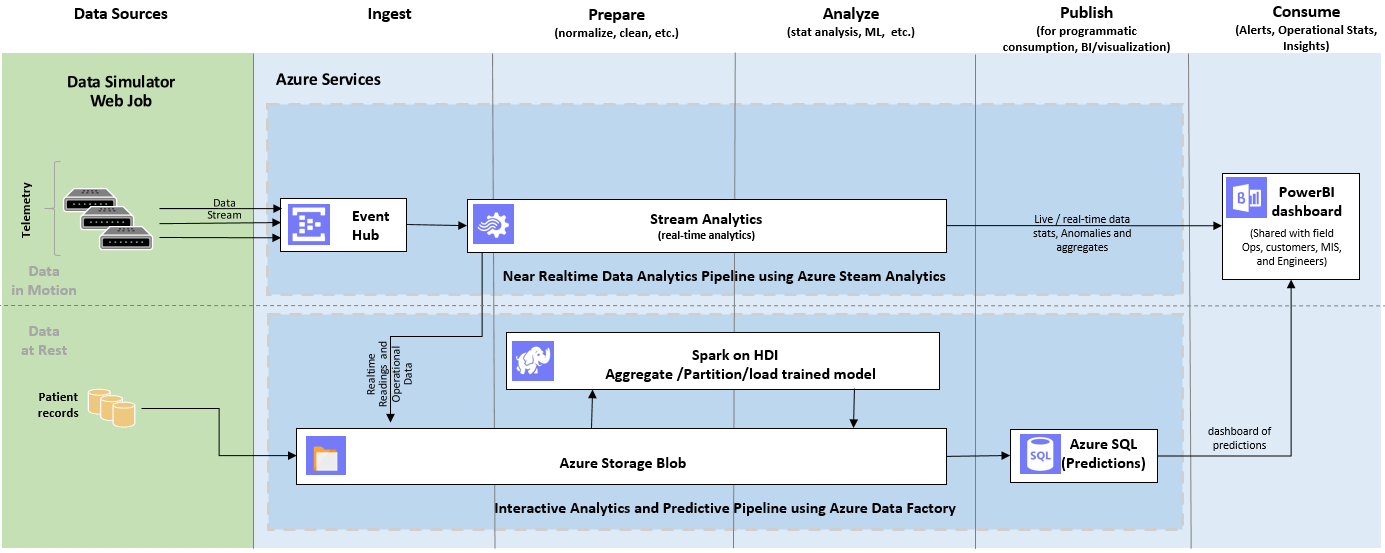 Data Sources
Ingest
Prepare
(normalize, clean, etc.)
Analyze
(stat analysis, ML, etc.)
Publish
(for programmatic
consumption, BI/visualization)
Consume
(Alerts, Operational Stats,
Insights)
Data Simulator
Web Job
Azure Services
Telemetry
Data
Stream
Event
Hub
Stream Analytics
(real-time analytics)
Live / real-time data
stats, Anomalies and
aggregates
PowerBI
dashboard
(Shared with field
Ops, customers, MIS,
and Engineers)
Data
in Motion
Near Realtime Data Analytics Pipeline using Azure Steam Analytics
Data
at Rest
Realtime
Readings and
Operational
Data
Spark on HDI
Aggregate /Partition/load trained model
Patient
records
Azure Storage Blob
SQL
Azure SQL
(Predictions)
dashboard of
predictions
Interactive Analytics and Predictive Pipeline using Azure Data Factory